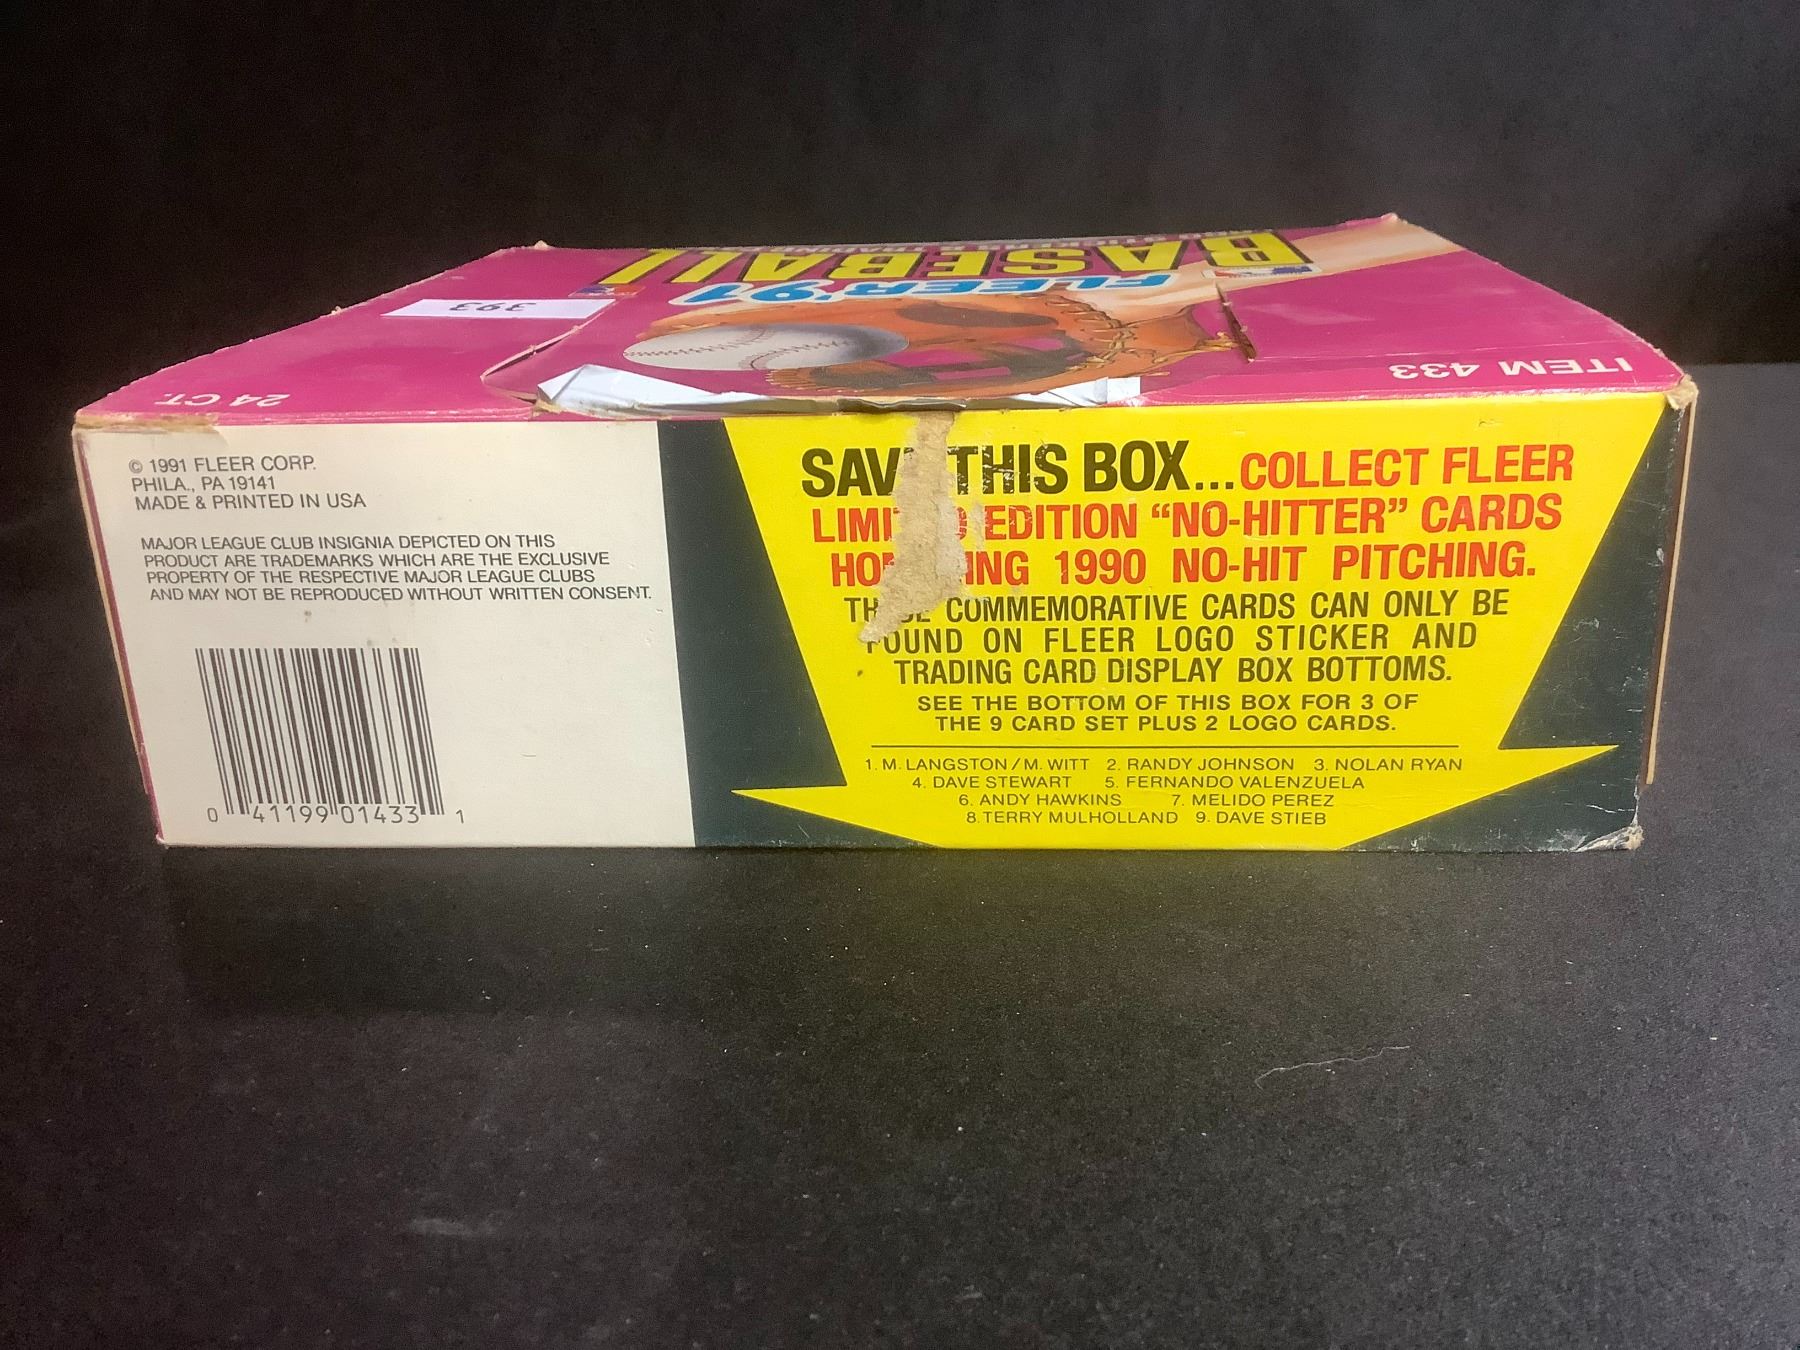 BASEBALL
FLEER '91
393
24 CT.
ITEM 433
© 1991 FLEER CORP.
PHILA., PA 19141
MADE & PRINTED IN USA
MAJOR LEAGUE CLUB INSIGNIA DEPICTED ON THIS
PRODUCT ARE TRADEMARKS WHICH ARE THE EXCLUSIVE
PROPERTY OF THE RESPECTIVE MAJOR LEAGUE CLUBS
AND MAY NOT BE REPRODUCED WITHOUT WRITTEN CONSENT.
0 41199 01433 1
SAV THIS BOX...COLLECT FLEER
LIMI D EDITION “NO-HITTER” CARDS
HO ING 1990 NO-HIT PITCHING.
TH SE COMMEMORATIVE CARDS CAN ONLY BE
FOUND ON FLEER LOGO STICKER AND
TRADING CARD DISPLAY BOX BOTTOMS.
SEE THE BOTTOM OF THIS BOX FOR 3 OF
THE 9 CARD SET PLUS 2 LOGO CARDS.
1. M. LANGSTON / M. WITT 2. RANDY JOHNSON 3. NOLAN RYAN
4. DAVE STEWART 5. FERNANDO VALENZUELA
6. ANDY HAWKINS 7. MELIDO PEREZ
8. TERRY MULHOLLAND 9. DAVE STIEB